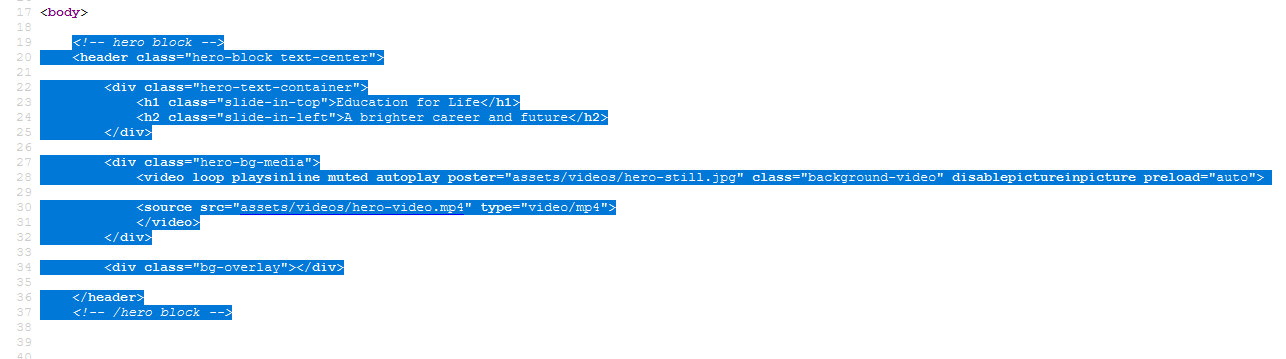 17 <body>
18
19 <!-- hero block -->
20 <header class="hero-block text-center">
21
22 <div class="hero-text-container">
23 <h1 class="slide-in-top">Education for Life</h1>
24 <h2 class="slide-in-left">A brighter career and future</h2>
25 </div>
26
27 <div class="hero-bg-media">
28 <video loop playsinline muted autoplay poster="assets/videos/hero-still.jpg" class="background-video" disablepictureinpicture preload="auto">
29
30 <source src="assets/videos/hero-video.mp4" type="video/mp4">
31 </video>
32 </div>
33
34 <div class="bg-overlay"></div>
35
36 </header>
37 <!-- /hero block -->
38
39
40